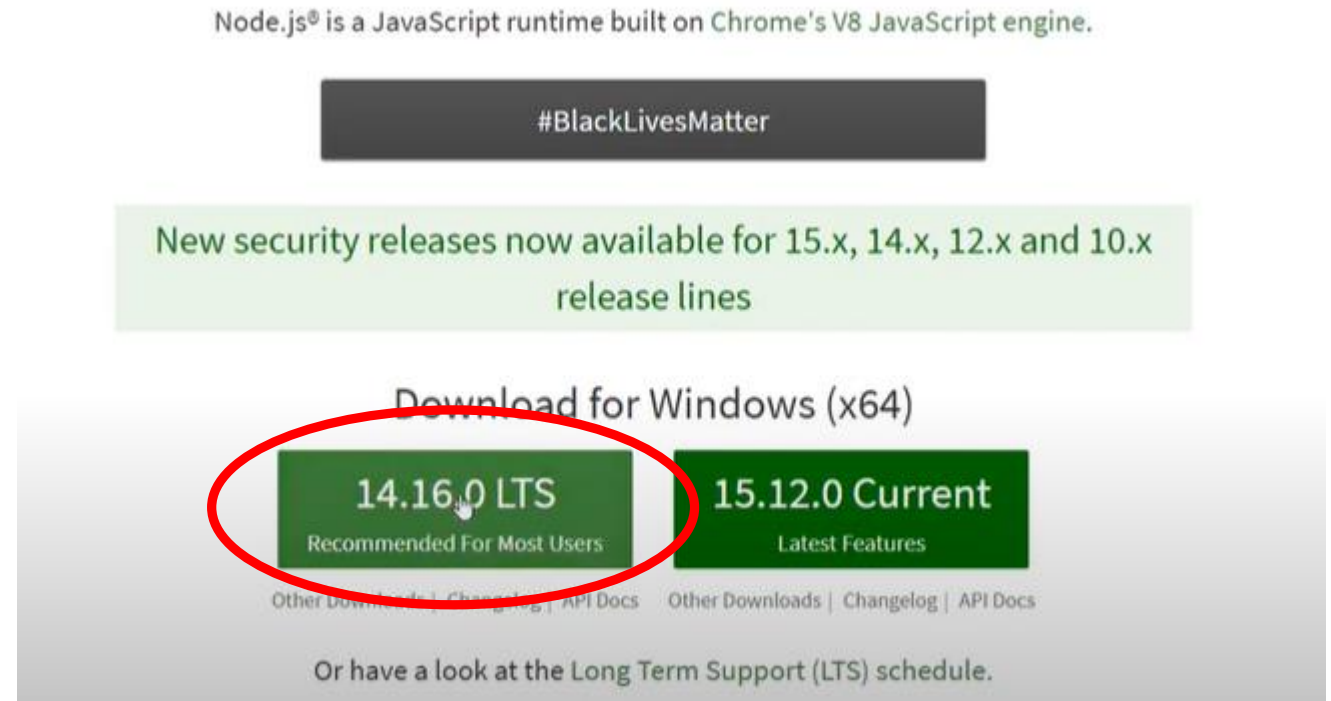 Node.js® is a JavaScript runtime built on Chrome's V8 JavaScript engine.
#BlackLivesMatter
New security releases now available for 15.x, 14.x, 12.x and 10.x
release lines
Download for Windows (x64)
14.16.0 LTS
Recommended For Most Users
15.12.0 Current
Latest Features
Other Downloads | Changelog | API Docs
Other Downloads | Changelog | API Docs
Or have a look at the Long Term Support (LTS) schedule.